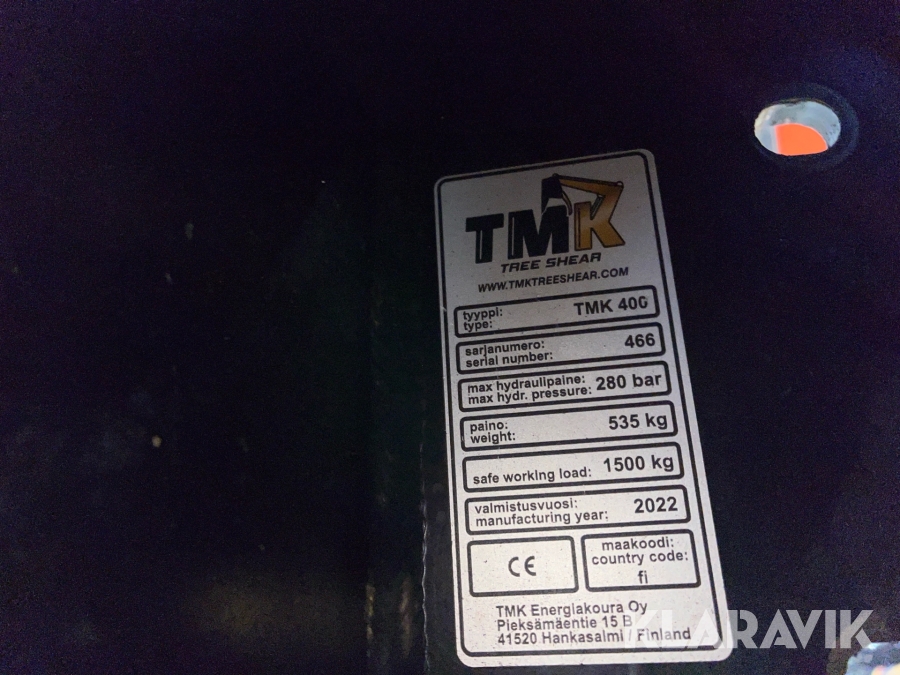 TMK
TREE SHEAR
WWW.TMKTREESHEAR.COM
tyyppi:
type:
TMK 400
sarjanumero:
serial number:
466
max hydraulipaine:
max hydr. pressure:
280 bar
paino:
weight:
535 kg
safe working load:
1500 kg
valmistusvuosi:
manufacturing year:
2022
CE
maakoodi:
country code:
fi
TMK Energiakoura Oy
Pieksämäentie 15 B
41520 Hankasalmi / Finland
KLARAVIK